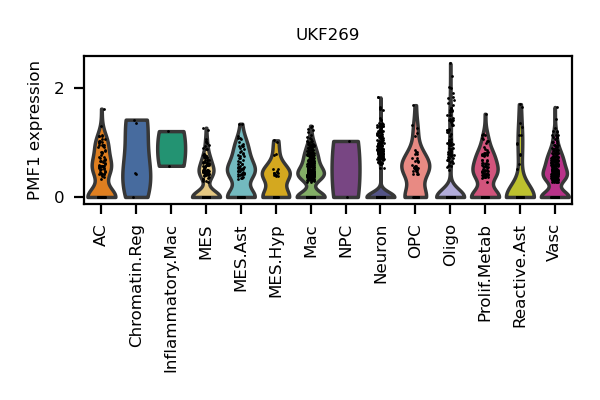 UKF269
PMF1 expression
2
0
AC
Chromatin.Reg
Inflammatory.Mac
MES
MES.Ast
MES.Hyp
Mac
NPC
Neuron
OPC
Oligo
Prolif.Metab
Reactive.Ast
Vasc